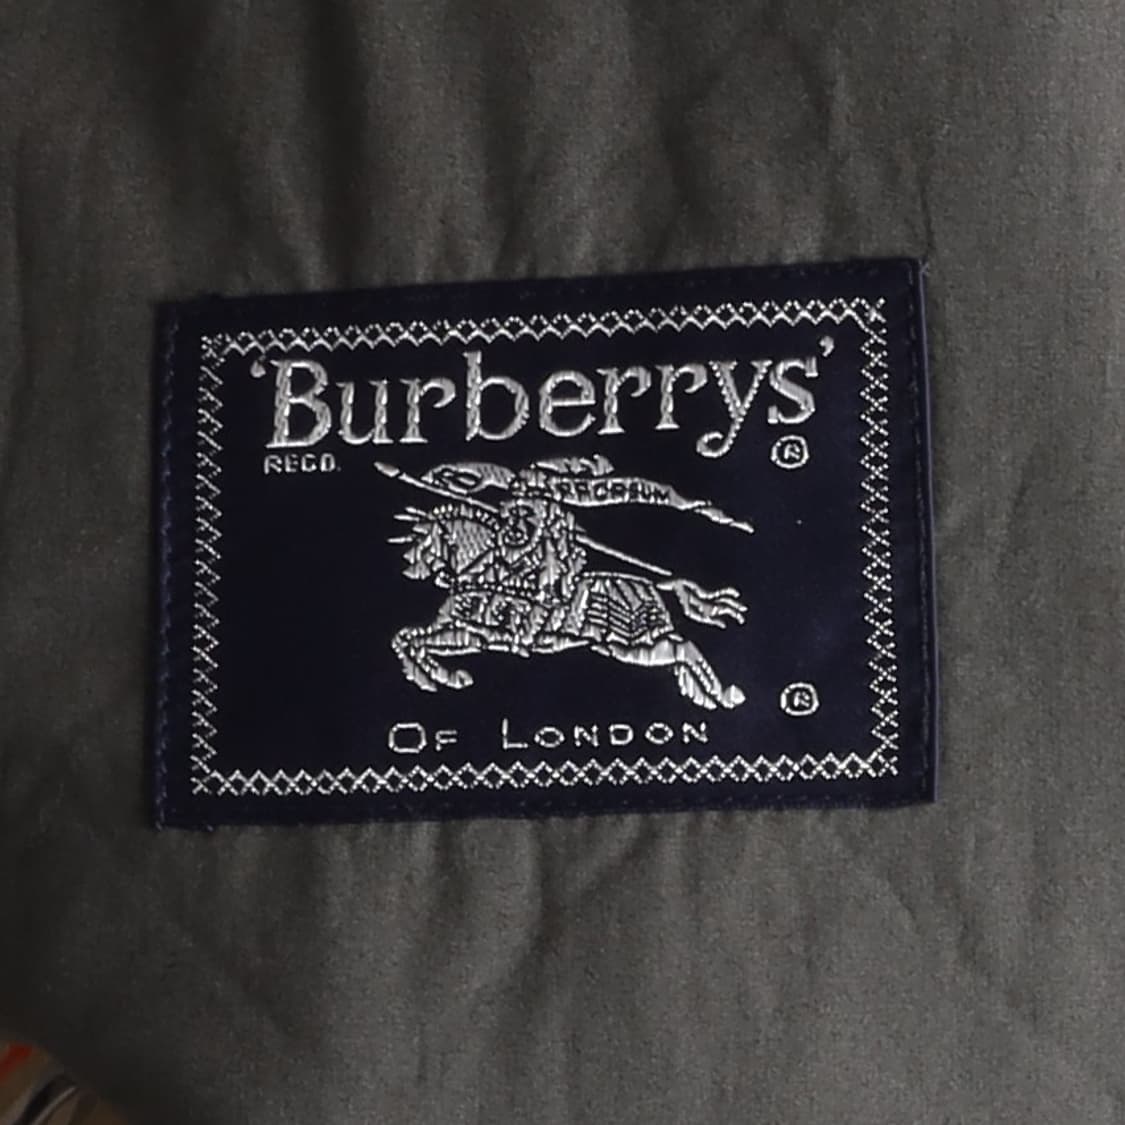 'Burberrys'
REGD. ®
PRORSUM
®
OF LONDON